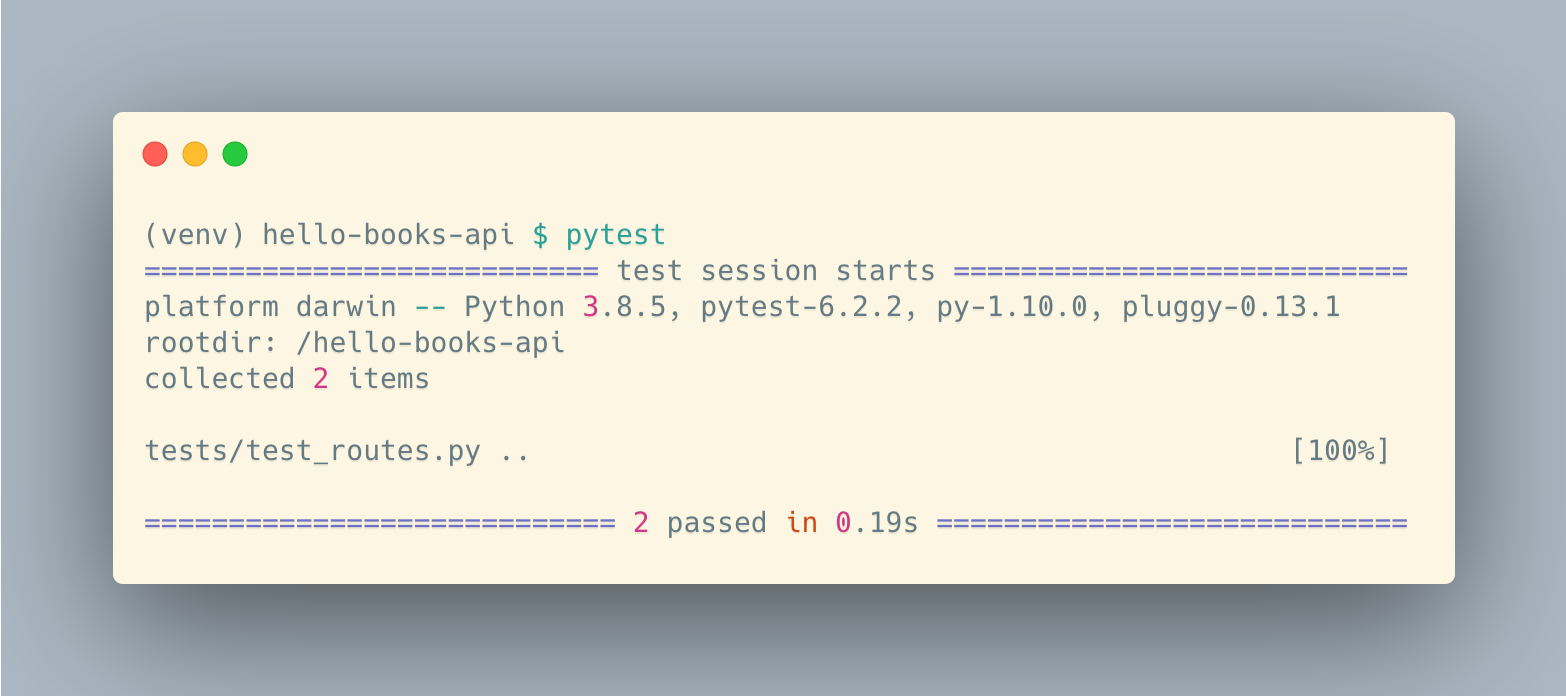 (venv) hello-books-api $ pytest
=========================== test session starts ===========================
platform darwin -- Python 3.8.5, pytest-6.2.2, py-1.10.0, pluggy-0.13.1
rootdir: /hello-books-api
collected 2 items
tests/test_routes.py .. [100%]
============================ 2 passed in 0.19s ============================